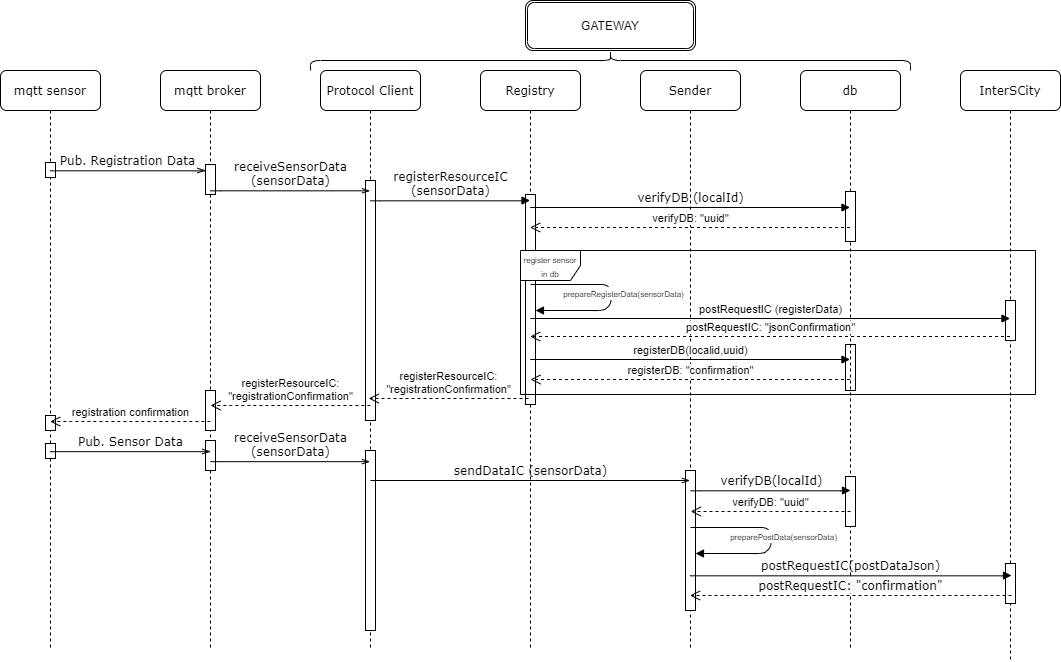 GATEWAY
mqtt sensor
mqtt broker
Protocol Client
Registry
Sender
db
InterSCity
Pub. Registration Data
receiveSensorData
(sensorData)
registerResourceIC
(sensorData)
verifyDB (localId)
verifyDB: "uuid"
register sensor
in db
prepareRegisterData(sensorData)
postRequestIC (registerData)
postRequestIC: "jsonConfirmation"
registerDB(localid,uuid)
registerDB: "confirmation"
registerResourceIC:
"registrationConfirmation"
registerResourceIC:
"registrationConfirmation"
registration confirmation
Pub. Sensor Data
receiveSensorData
(sensorData)
sendDataIC (sensorData)
verifyDB(localId)
verifyDB: "uuid"
preparePostData(sensorData)
postRequestIC(postDataJson)
postRequestIC: "confirmation"